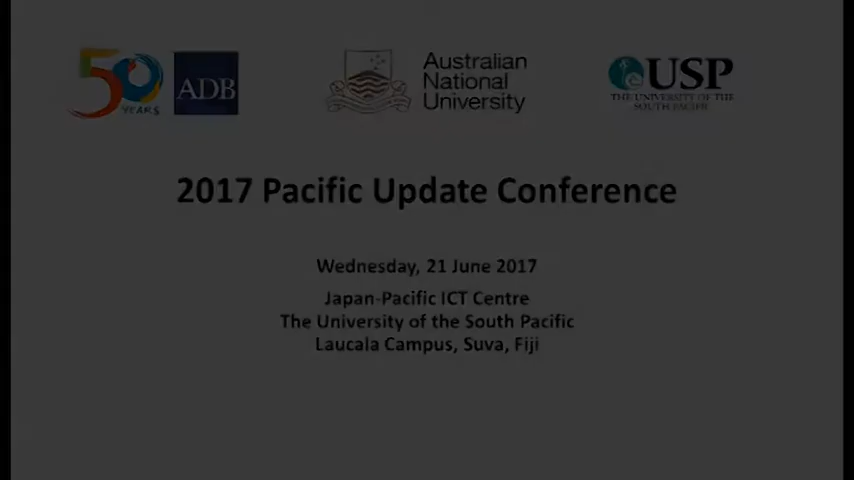 50 YEARS
ADB
Australian
National
University
USP
THE UNIVERSITY OF THE
SOUTH PACIFIC
2017 Pacific Update Conference
Wednesday, 21 June 2017
Japan-Pacific ICT Centre
The University of the South Pacific
Laucala Campus, Suva, Fiji